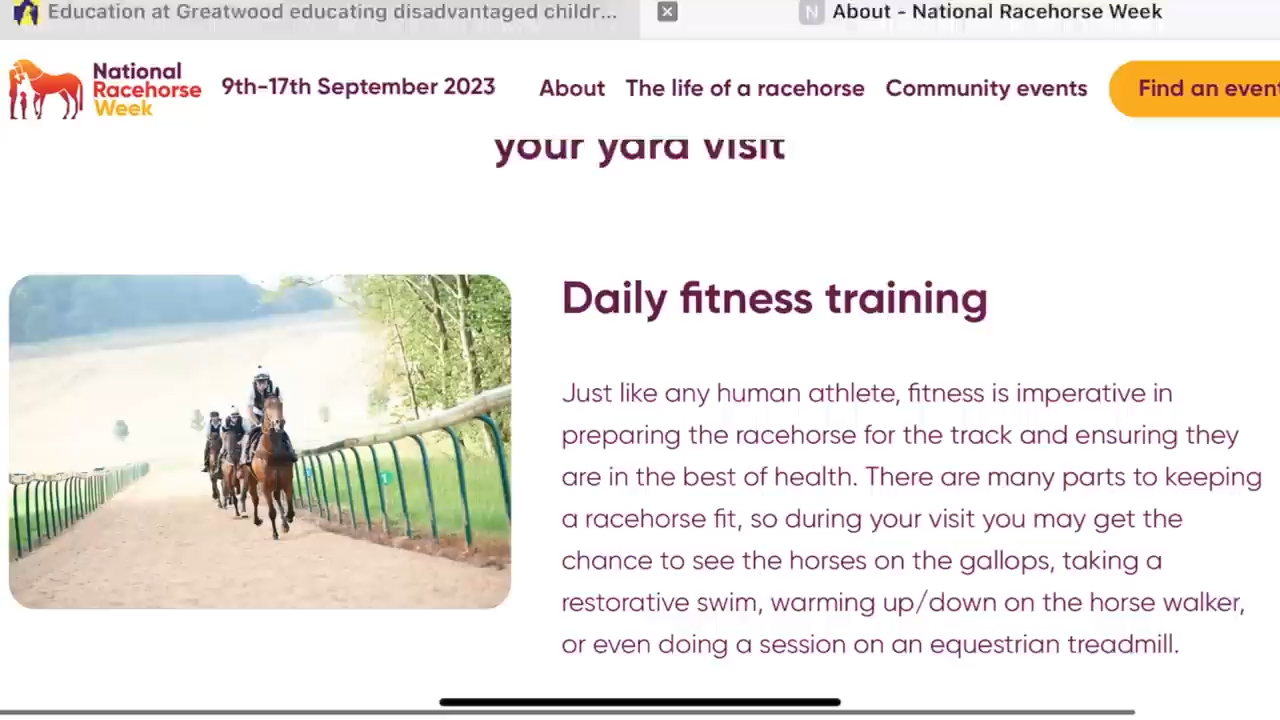 Education at Greatwood educating disadvantaged childr...
About - National Racehorse Week
National
Racehorse
Week
9th-17th September 2023
About
The life of a racehorse
Community events
Find an event
your yard visit
Daily fitness training
Just like any human athlete, fitness is imperative in
preparing the racehorse for the track and ensuring they
are in the best of health. There are many parts to keeping
a racehorse fit, so during your visit you may get the
chance to see the horses on the gallops, taking a
restorative swim, warming up/down on the horse walker,
or even doing a session on an equestrian treadmill.
1